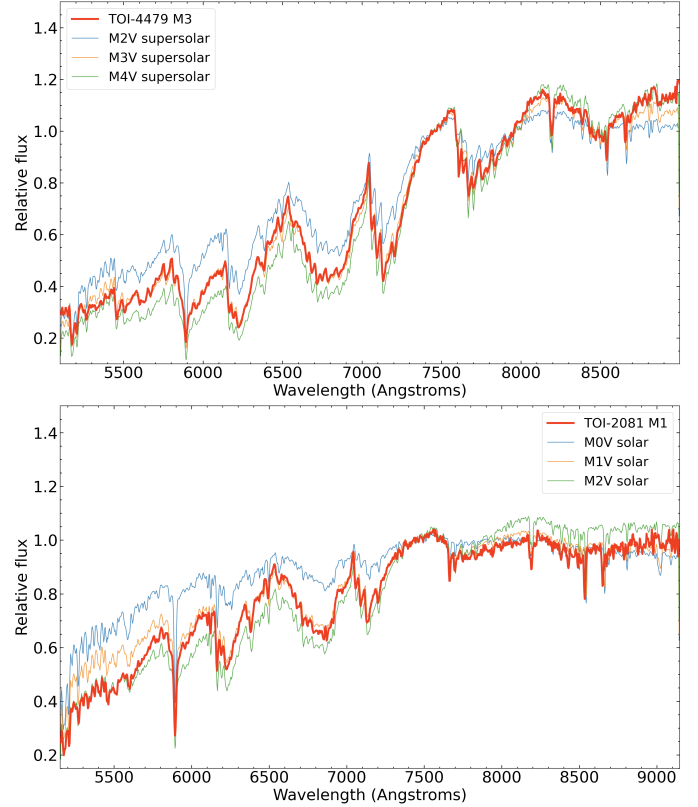 TOI-4479 M3
M2V supersolar
M3V supersolar
M4V supersolar
1.4
1.2
1.0
0.8
0.6
0.4
0.2
Relative flux
5500 6000 6500 7000 7500 8000 8500
Wavelength (Angstroms)
TOI-2081 M1
M0V solar
M1V solar
M2V solar
1.4
1.2
1.0
0.8
0.6
0.4
0.2
Relative flux
5500 6000 6500 7000 7500 8000 8500 9000
Wavelength (Angstroms)